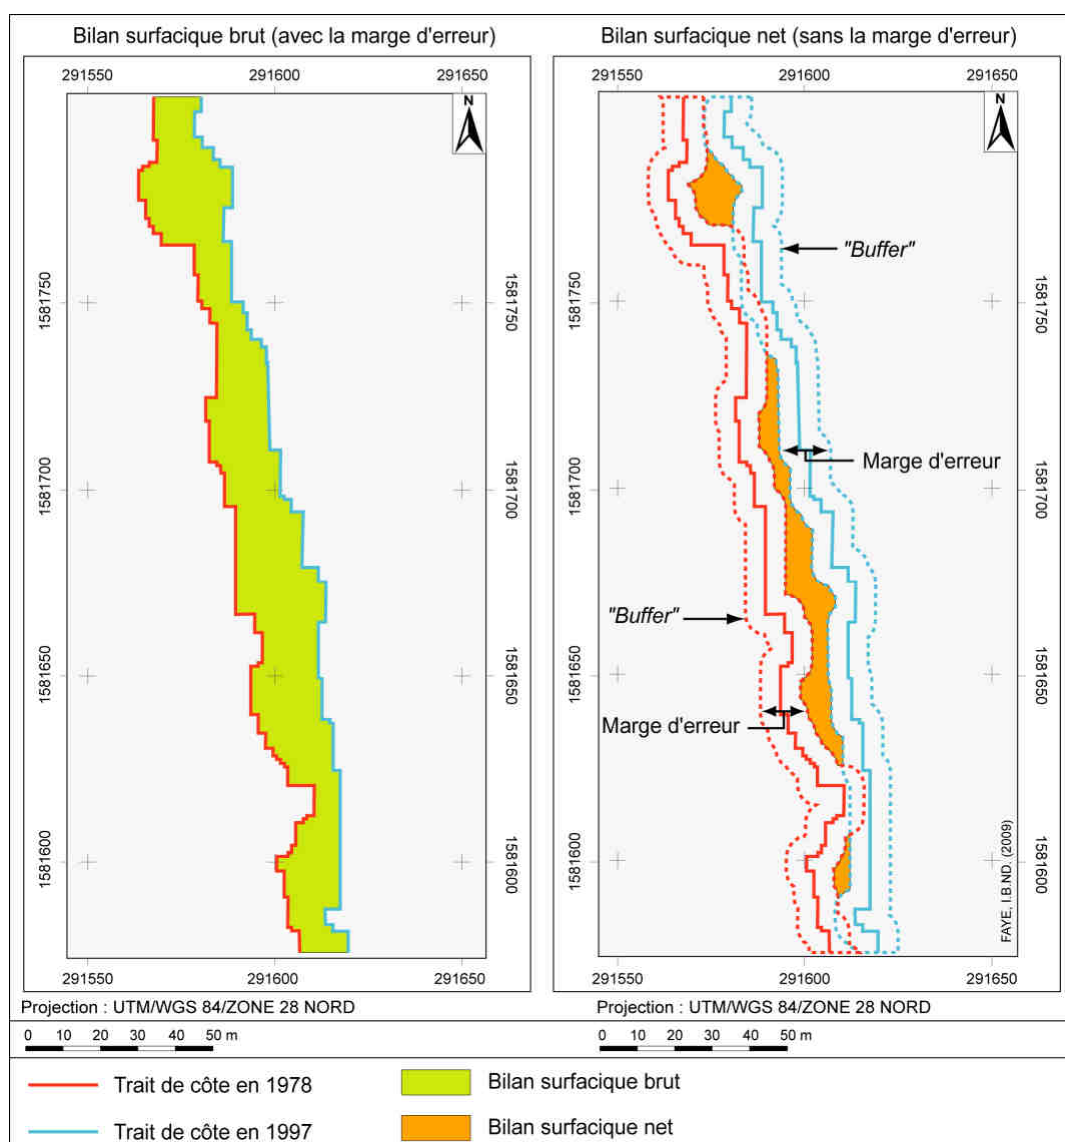 Bilan surfacique brut (avec la marge d'erreur)
291550 291600 291650
N
1581750 1581750
1581700 1581700
1581650 1581650
1581600 1581600
291550 291600 291650
Projection : UTM/WGS 84/ZONE 28 NORD
0 10 20 30 40 50 m
Bilan surfacique net (sans la marge d'erreur)
291550 291600 291650
N
"Buffer"
1581750 1581750
Marge d'erreur
1581700 1581700
"Buffer"
1581650 1581650
Marge d'erreur
1581600 1581600
FAYE, I.B.ND. (2009)
291550 291600 291650
Projection : UTM/WGS 84/ZONE 28 NORD
0 10 20 30 40 50 m
Trait de côte en 1978
Bilan surfacique brut
Trait de côte en 1997
Bilan surfacique net